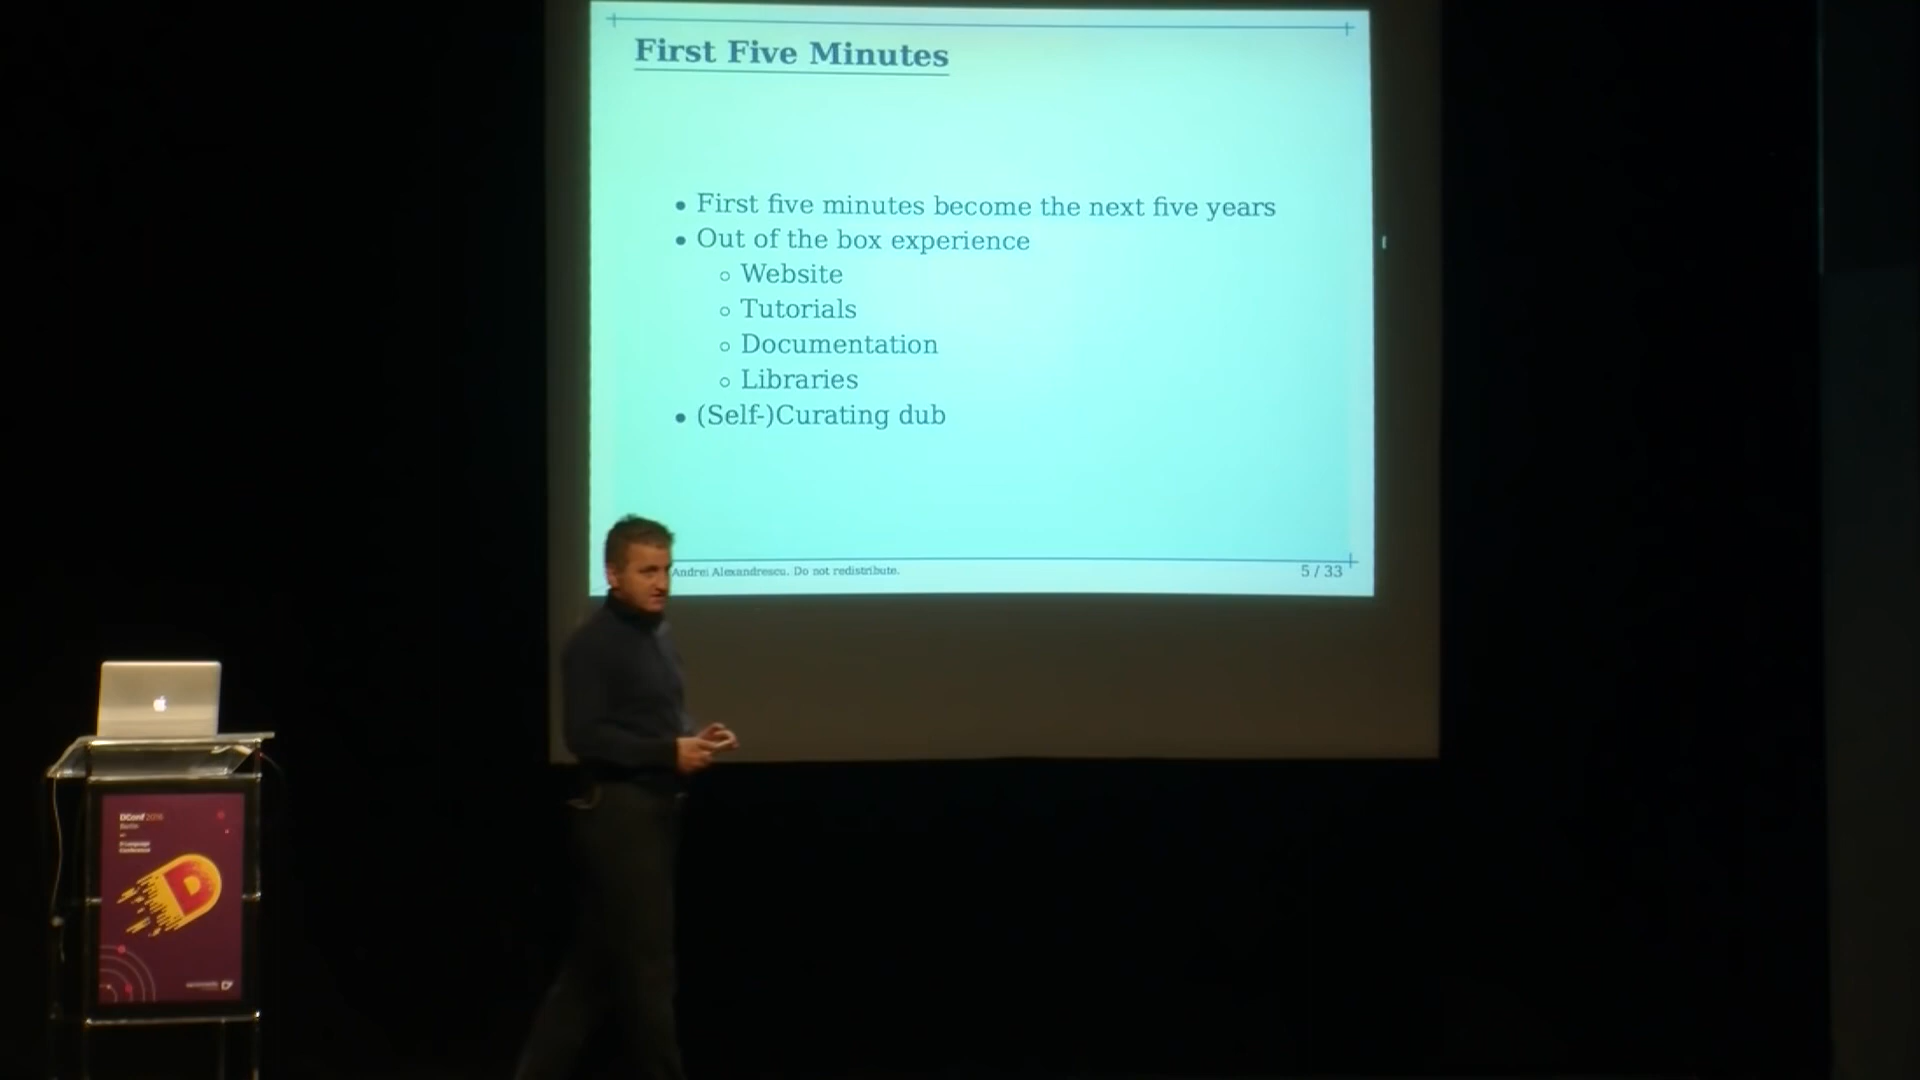 First Five Minutes
• First five minutes become the next five years
• Out of the box experience
◦ Website
◦ Tutorials
◦ Documentation
◦ Libraries
• (Self-)Curating dub
Andrei Alexandrescu. Do not redistribute.
5 / 33
DConf 2016
Berlin
D Language
Conference
D